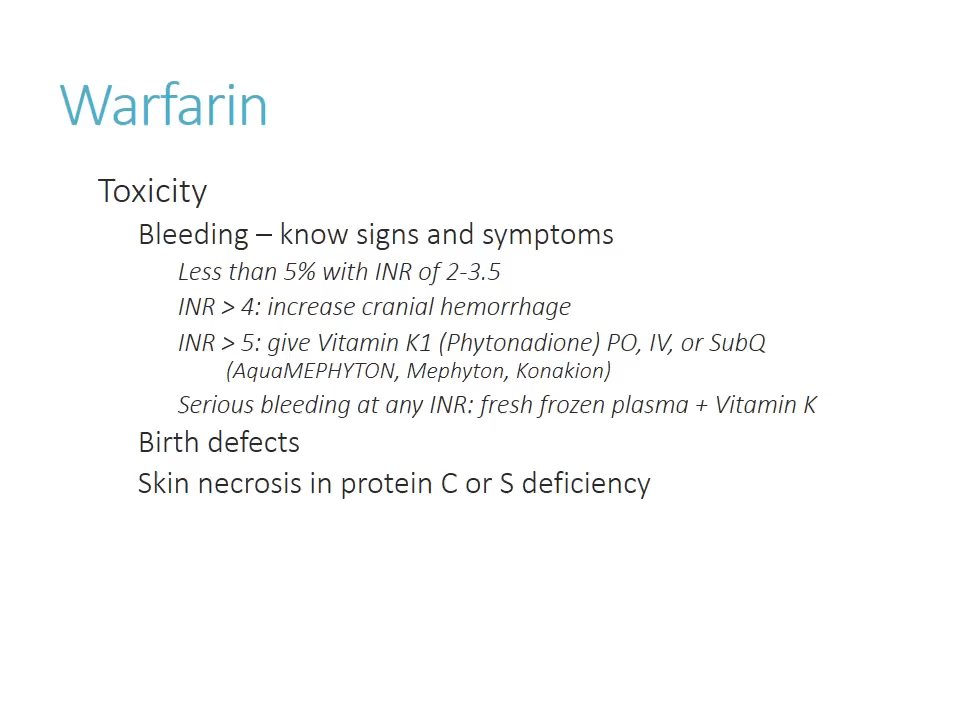 Warfarin
Toxicity
Bleeding – know signs and symptoms
Less than 5% with INR of 2-3.5
INR > 4: increase cranial hemorrhage
INR > 5: give Vitamin K1 (Phytonadione) PO, IV, or SubQ
(AquaMEPHYTON, Mephyton, Konakion)
Serious bleeding at any INR: fresh frozen plasma + Vitamin K
Birth defects
Skin necrosis in protein C or S deficiency